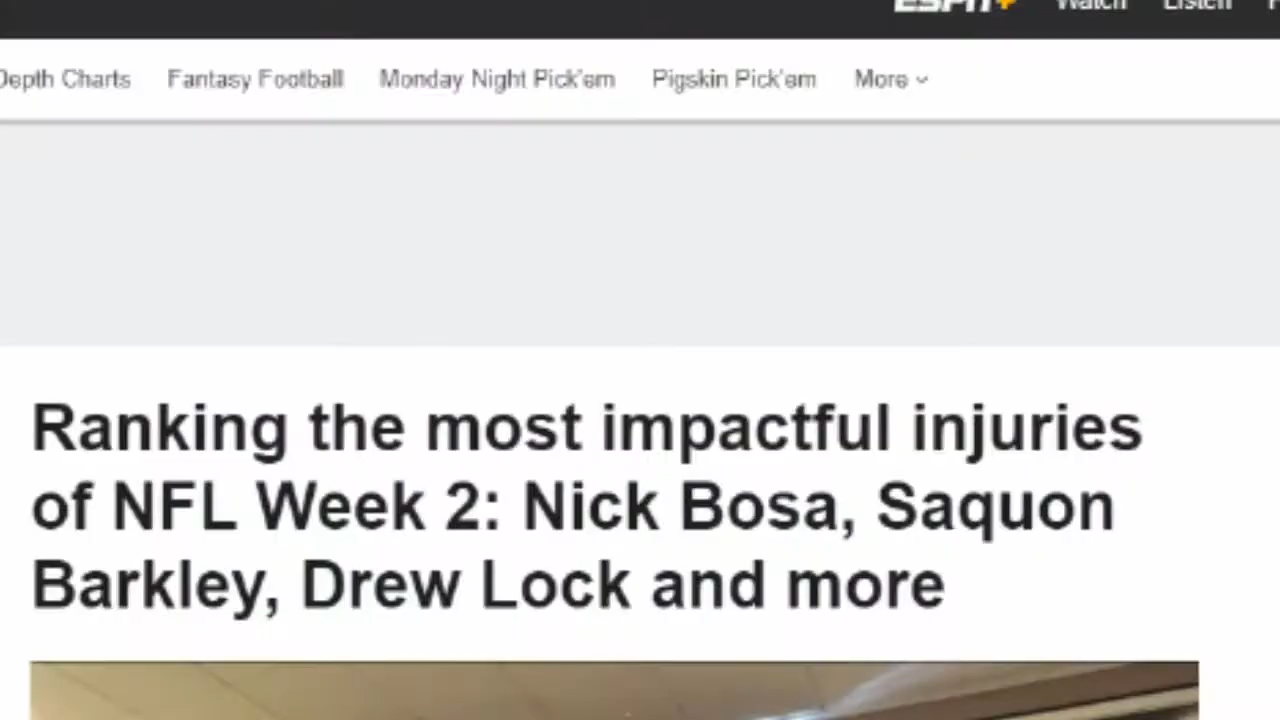 ESPN+ Watch Listen
Depth Charts Fantasy Football Monday Night Pick'em Pigskin Pick'em More
Ranking the most impactful injuries
of NFL Week 2: Nick Bosa, Saquon
Barkley, Drew Lock and more